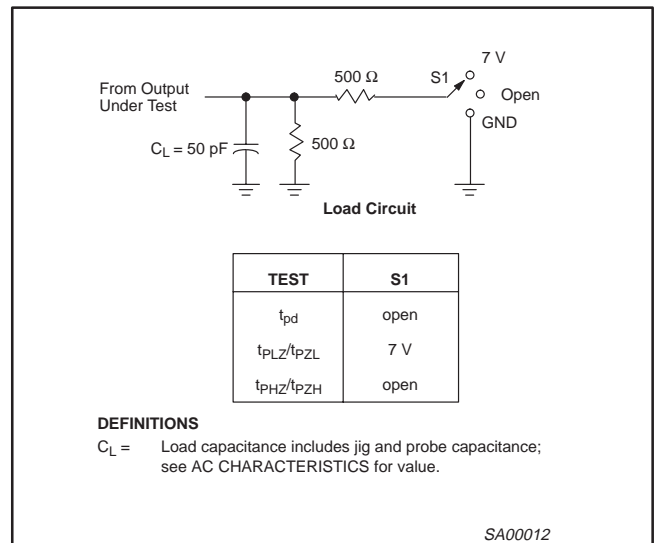 7 V
500 Ω
S1
From Output
Under Test
Open
GND
CL = 50 pF
500 Ω
Load Circuit
TEST S1
tpd open
tPLZ/tPZL 7 V
tPHZ/tPZH open
DEFINITIONS
CL = Load capacitance includes jig and probe capacitance;
see AC CHARACTERISTICS for value.
SA00012